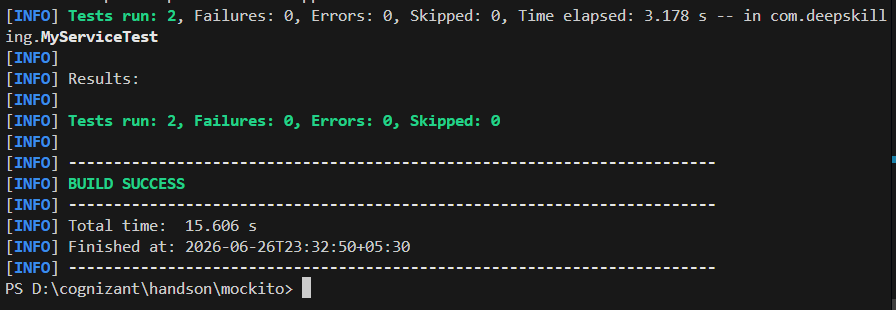 [INFO] Tests run: 2, Failures: 0, Errors: 0, Skipped: 0, Time elapsed: 3.178 s -- in com.deepskill
ing.MyServiceTest
[INFO]
[INFO] Results:
[INFO]
[INFO] Tests run: 2, Failures: 0, Errors: 0, Skipped: 0
[INFO]
[INFO] ------------------------------------------------------------------------
[INFO] BUILD SUCCESS
[INFO] ------------------------------------------------------------------------
[INFO] Total time:  15.606 s
[INFO] Finished at: 2026-06-26T23:32:50+05:30
[INFO] ------------------------------------------------------------------------
PS D:\cognizant\handson\mockito>